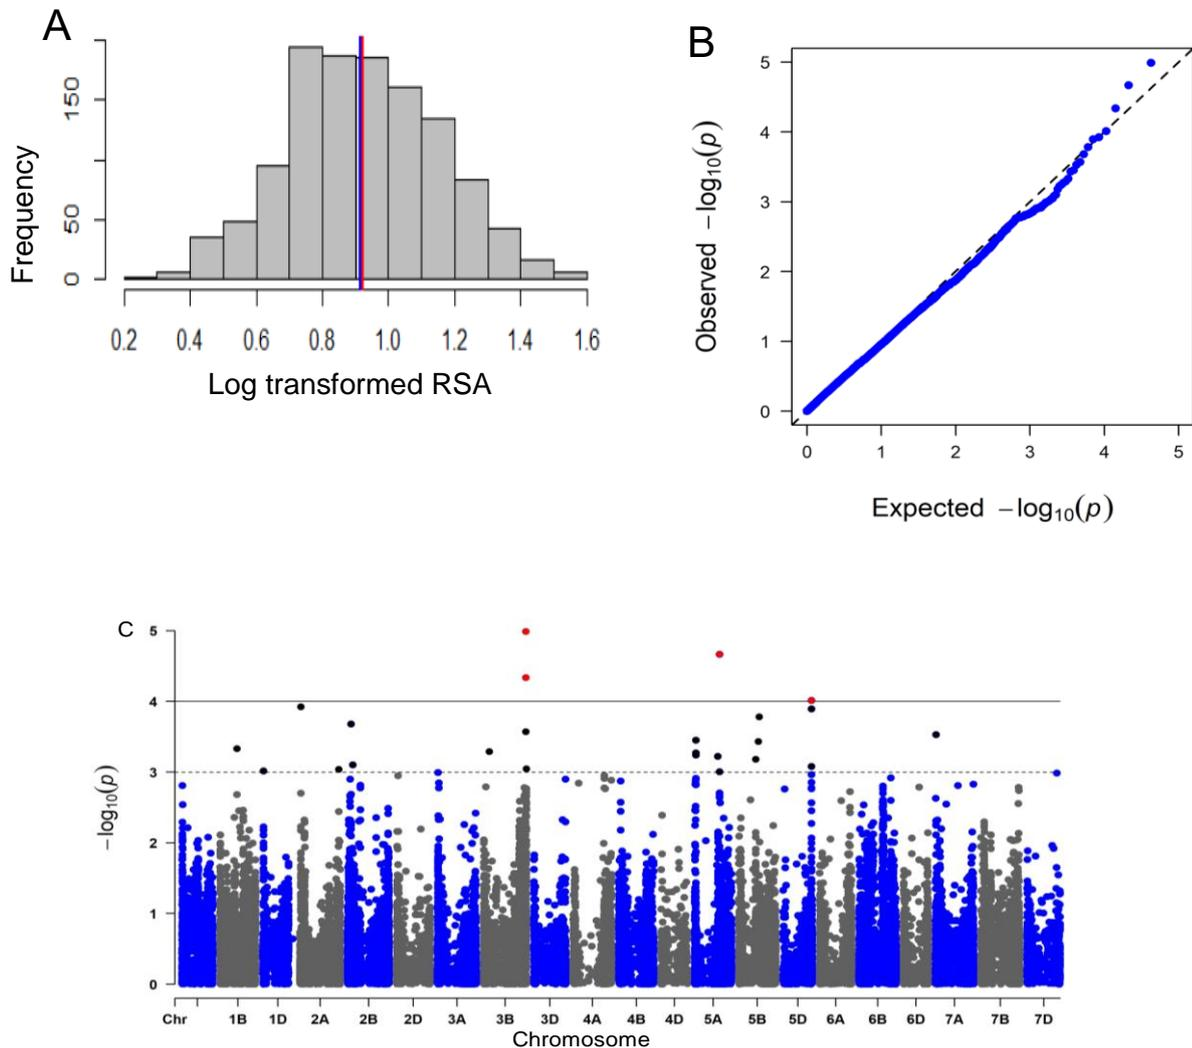 A
Frequency
150
50
0
0.2 0.4 0.6 0.8 1.0 1.2 1.4 1.6
Log transformed RSA
B
Observed −log10(p)
5
4
3
2
1
0
0 1 2 3 4 5
Expected −log10(p)
C
−log10(p)
5
4
3
2
1
0
Chr 1B 1D 2A 2B 2D 3A 3B 3D 4A 4B 4D 5A 5B 5D 6A 6B 6D 7A 7B 7D
Chromosome